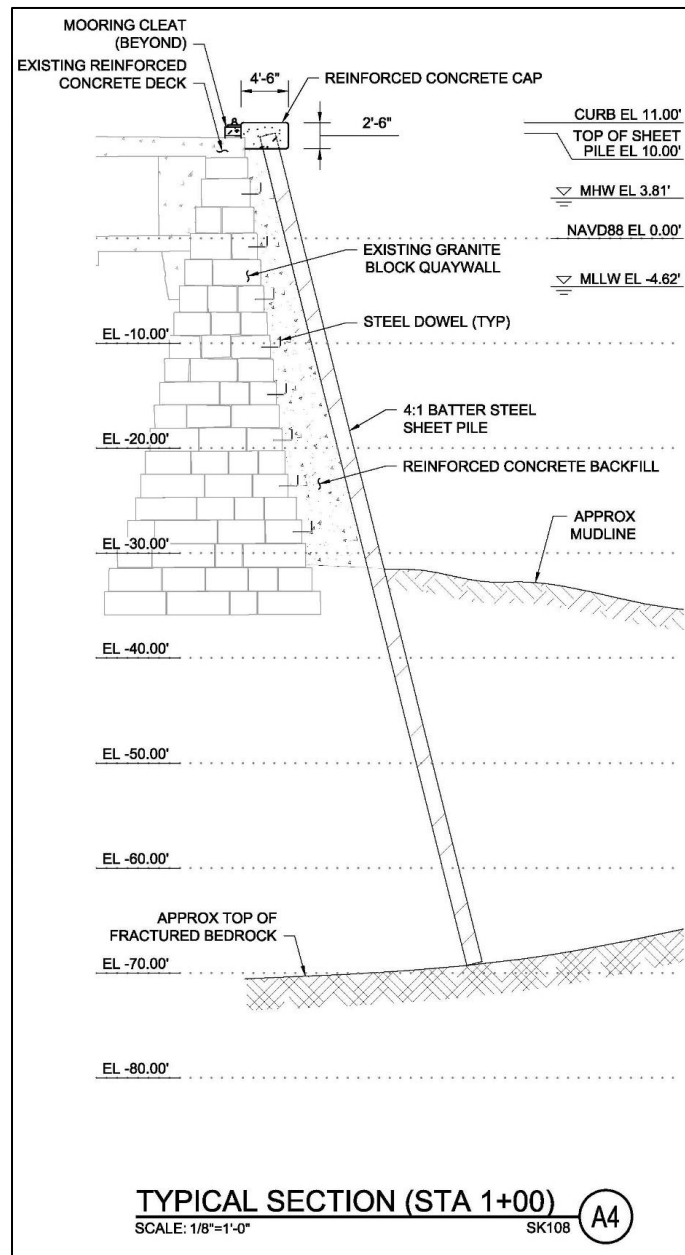 MOORING CLEAT
(BEYOND)
EXISTING REINFORCED
CONCRETE DECK
4'-6"
REINFORCED CONCRETE CAP
2'-6"
CURB EL 11.00'
TOP OF SHEET
PILE EL 10.00'
MHW EL 3.81'
NAVD88 EL 0.00'
EXISTING GRANITE
BLOCK QUAYWALL
MLLW EL -4.62'
STEEL DOWEL (TYP)
EL -10.00'
4:1 BATTER STEEL
SHEET PILE
EL -20.00'
REINFORCED CONCRETE BACKFILL
APPROX
MUDLINE
EL -30.00'
EL -40.00'
EL -50.00'
EL -60.00'
APPROX TOP OF
FRACTURED BEDROCK
EL -70.00'
EL -80.00'
TYPICAL SECTION (STA 1+00)
SCALE: 1/8"=1'-0"
SK108
A4